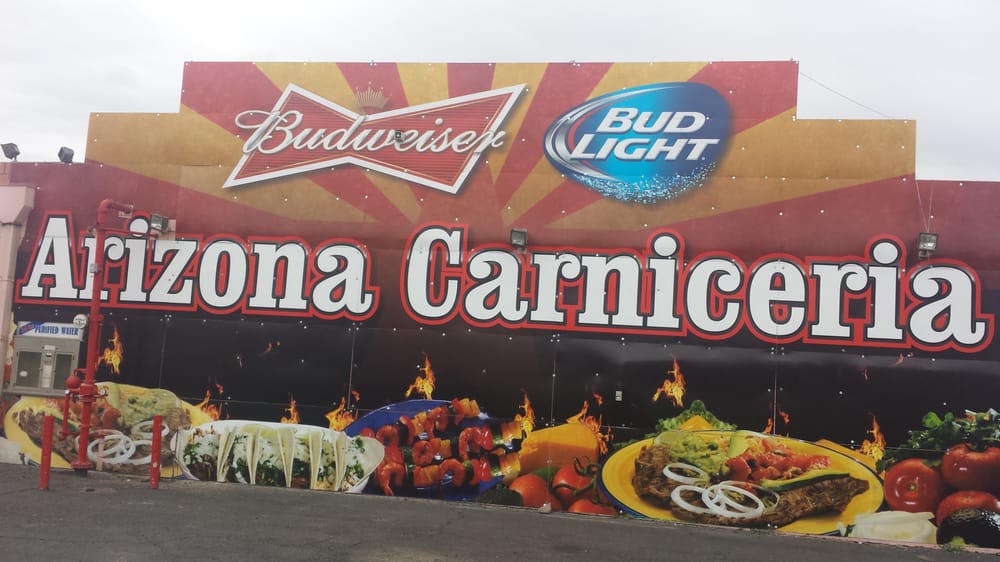 Budweiser
BUD
LIGHT
Arizona Carniceria
PURIFIED WATER